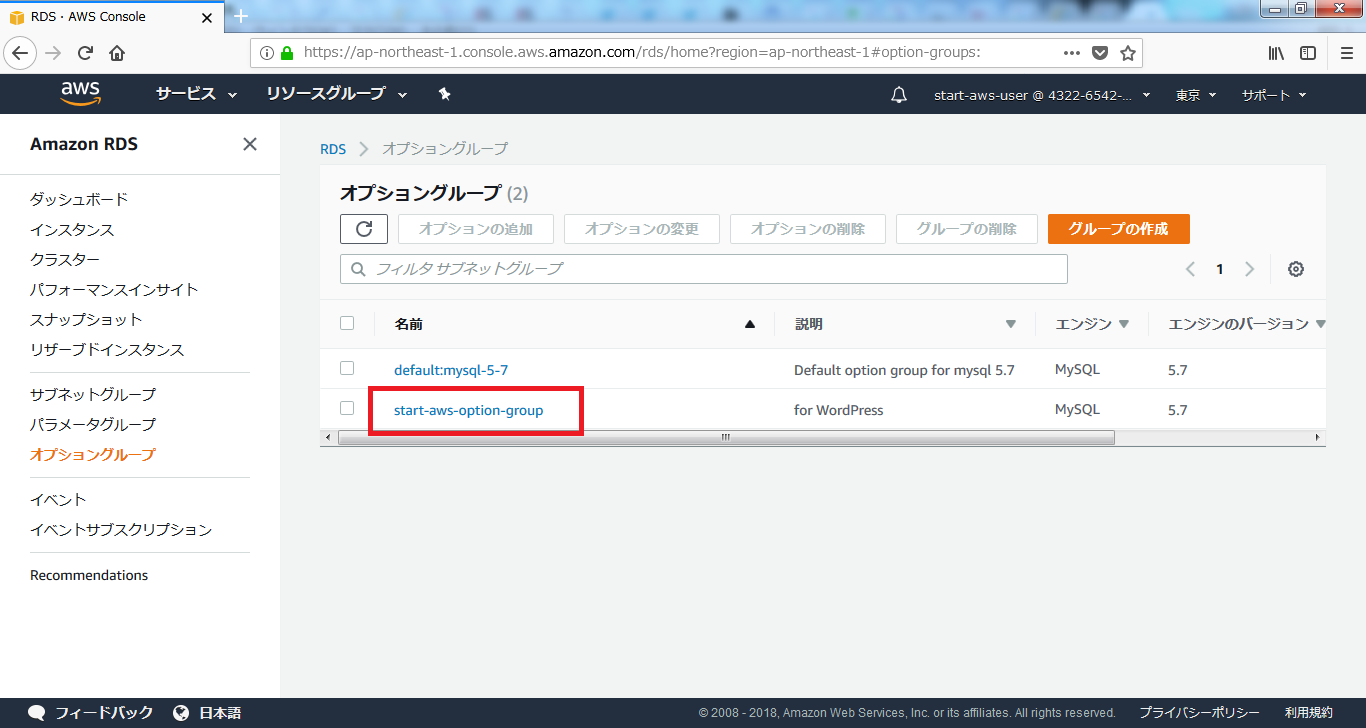 RDS · AWS Console
https://ap-northeast-1.console.aws.amazon.com/rds/home?region=ap-northeast-1#option-groups:
aws サービス リソースグループ start-aws-user @ 4322-6542-... 東京 サポート
Amazon RDS
ダッシュボード
インスタンス
クラスター
パフォーマンスインサイト
スナップショット
リザーブドインスタンス
サブネットグループ
パラメータグループ
オプショングループ
イベント
イベントサブスクリプション
Recommendations
RDS オプショングループ
オプショングループ (2)
オプションの追加 オプションの変更 オプションの削除 グループの削除 グループの作成
フィルタ サブネットグループ
1
名前 説明 エンジン エンジンのバージョン
default:mysql-5-7 Default option group for mysql 5.7 MySQL 5.7
start-aws-option-group for WordPress MySQL 5.7
フィードバック 日本語 © 2008 - 2018, Amazon Web Services, Inc. or its affiliates. All rights reserved. プライバシーポリシー 利用規約